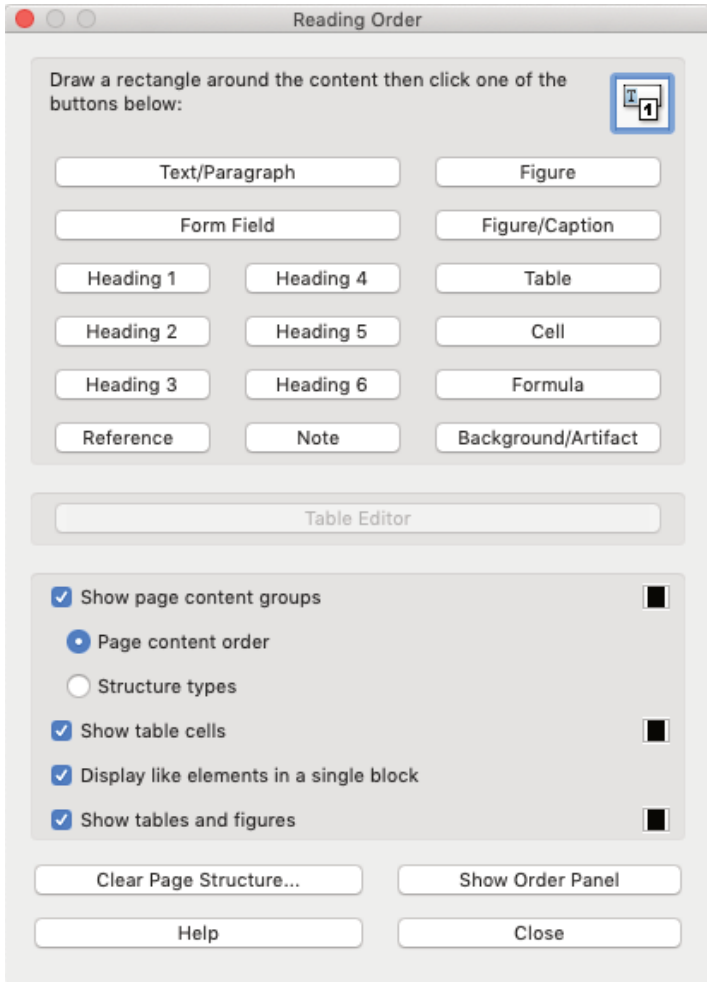 Reading Order
Draw a rectangle around the content then click one of the
buttons below:
T
1
Text/Paragraph
Figure
Form Field
Figure/Caption
Heading 1
Heading 4
Table
Heading 2
Heading 5
Cell
Heading 3
Heading 6
Formula
Reference
Note
Background/Artifact
Table Editor
Show page content groups
Page content order
Structure types
Show table cells
Display like elements in a single block
Show tables and figures
Clear Page Structure...
Show Order Panel
Help
Close